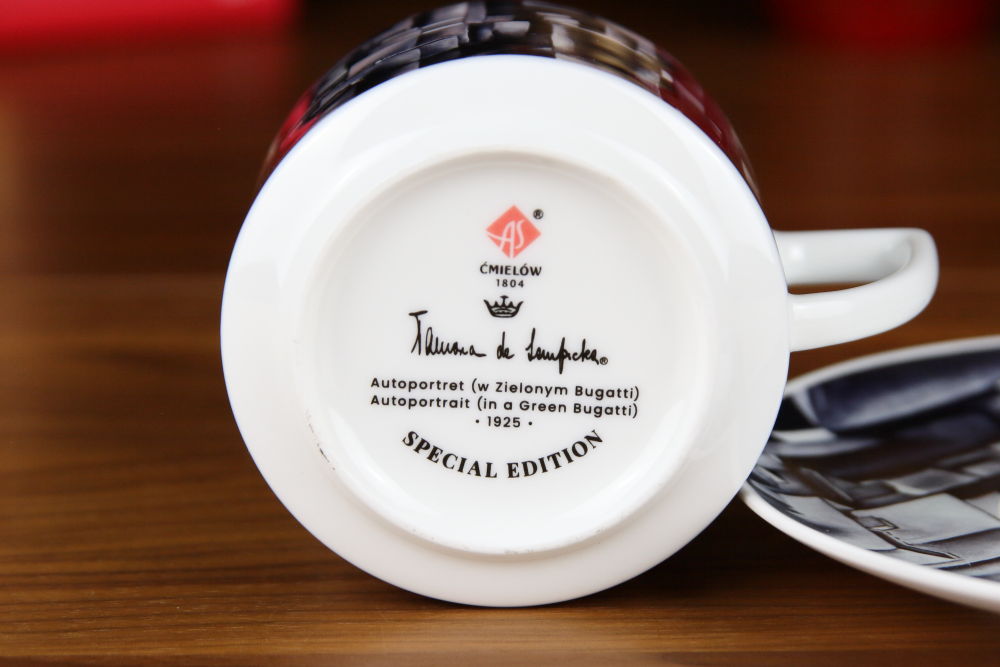 AS ®
ĆMIELÓW
1804
Tamara de Lempicka ®
Autoportret (w Zielonym Bugatti)
Autoportrait (in a Green Bugatti)
• 1925 •
SPECIAL EDITION